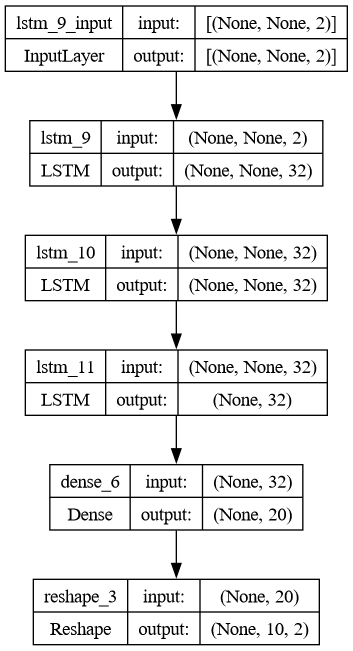 lstm_9_input input: [(None, None, 2)]
InputLayer output: [(None, None, 2)]
lstm_9 input: (None, None, 2)
LSTM output: (None, None, 32)
lstm_10 input: (None, None, 32)
LSTM output: (None, None, 32)
lstm_11 input: (None, None, 32)
LSTM output: (None, 32)
dense_6 input: (None, 32)
Dense output: (None, 20)
reshape_3 input: (None, 20)
Reshape output: (None, 10, 2)